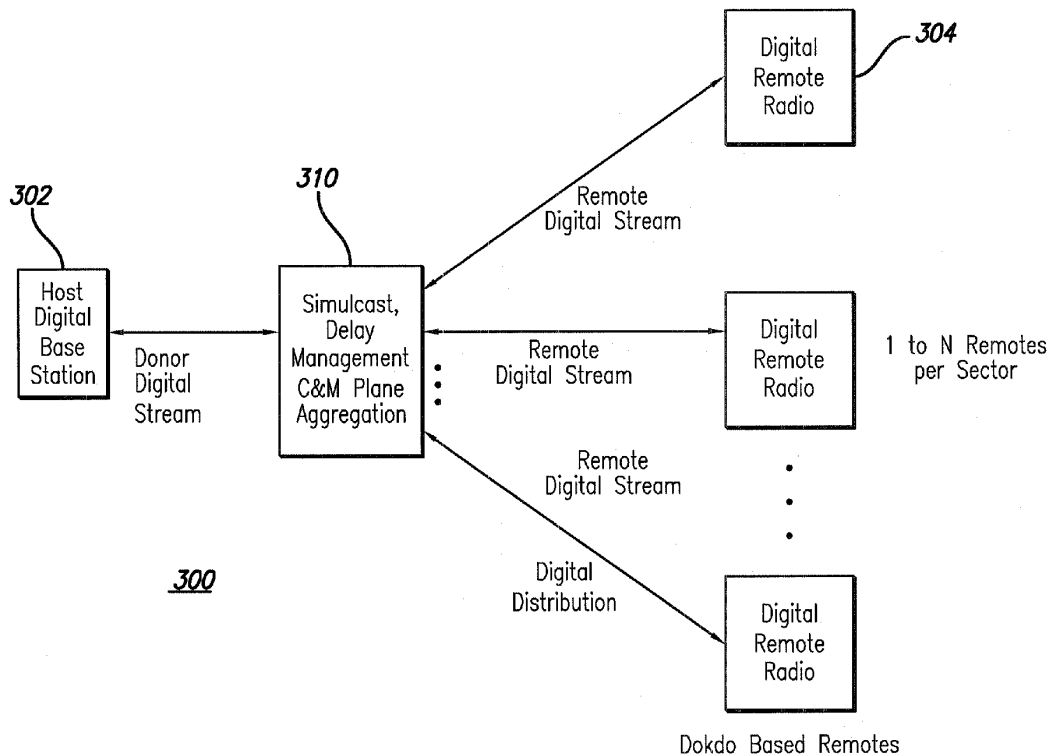 Digital
Remote
Radio
304
302
310
Remote
Digital Stream
Host
Digital
Base
Station
Donor
Digital
Stream
Simulcast,
Delay
Management
C&M Plane
Aggregation
Remote
Digital Stream
Digital
Remote
Radio
1 to N Remotes
per Sector
Remote
Digital Stream
300
Digital
Distribution
Digital
Remote
Radio
Dokdo Based Remotes